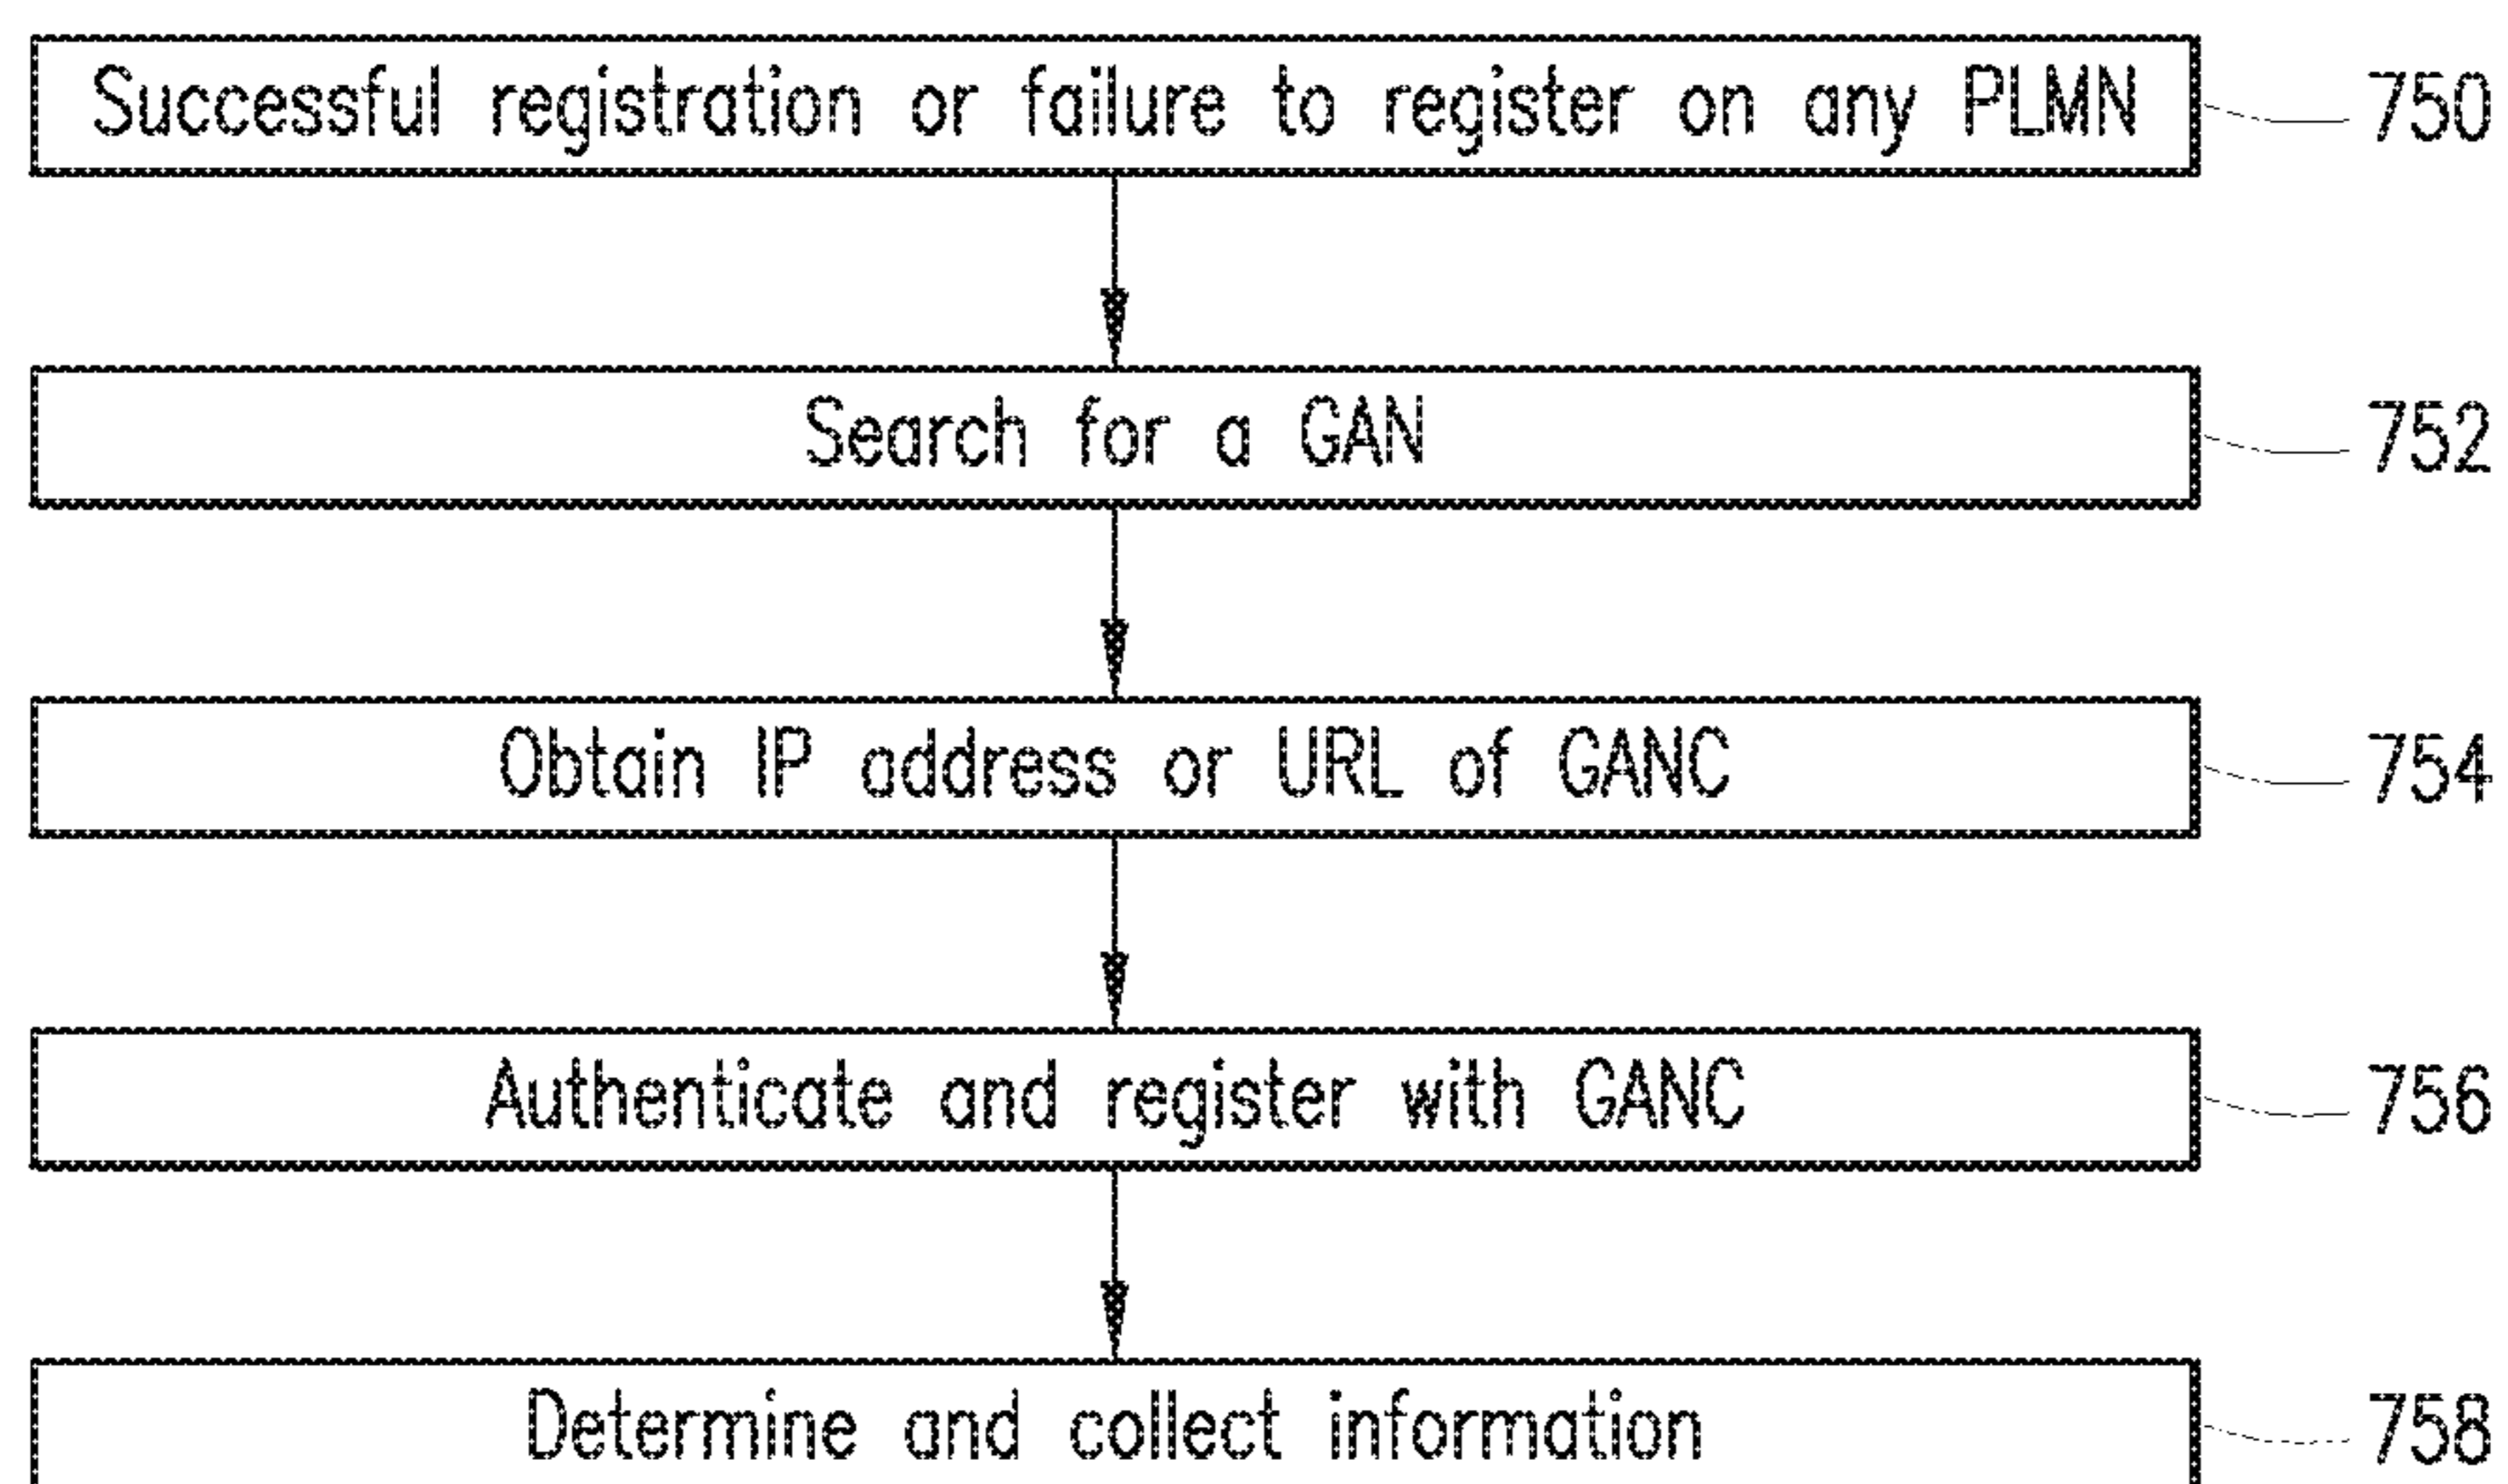 Successful registration or failure to register on any PLMN 750
Search for a GAN 752
Obtain IP address or URL of GANC 754
Authenticate and register with GANC 756
Determine and collect information 758